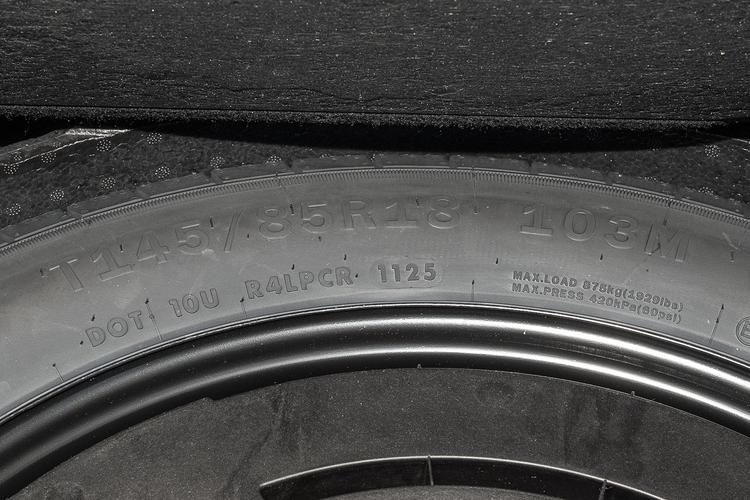 T145/85R18 103M
DOT 10U R4LPCR 1125
MAX.LOAD 875kg(1929lbs)
MAX.PRESS 420kPa(60psi)